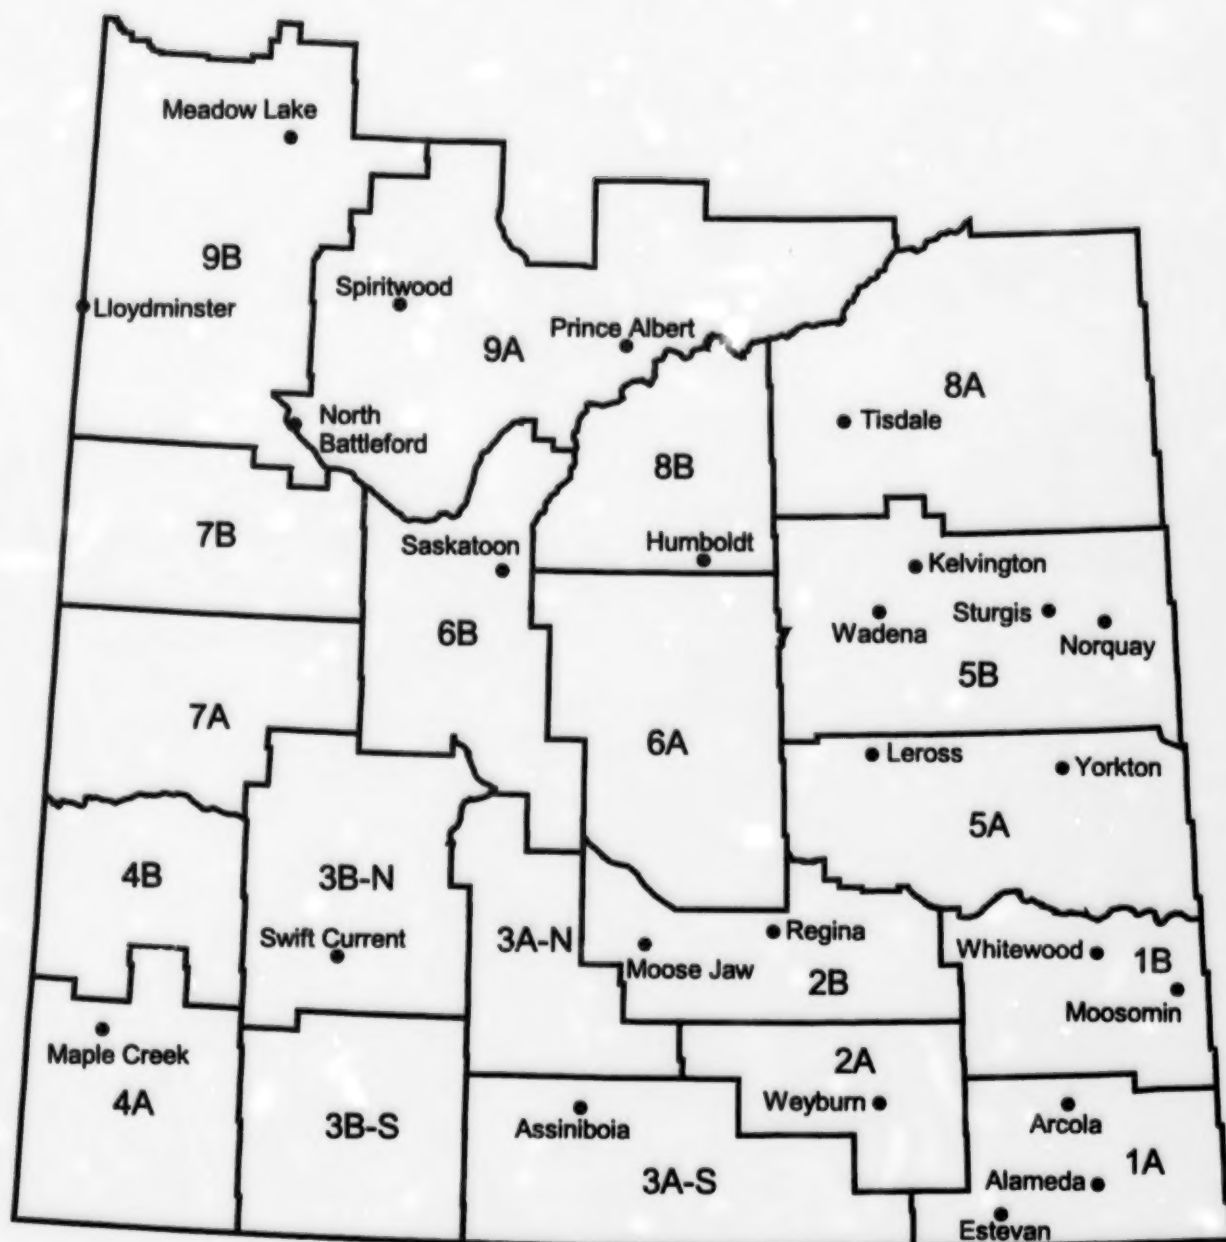 Meadow Lake
9B
Lloydminster
Spiritwood
Prince Albert
9A
North
Battleford
8A
Tisdale
8B
7B
Saskatoon
Humboldt
Kelvington
6B
Wadena
Sturgis
Norquay
5B
7A
6A
Leross
Yorkton
5A
4B
3B-N
Swift Current
3A-N
Moose Jaw
Regina
2B
Whitewood
1B
Moosomin
Maple Creek
4A
3B-S
Assiniboia
2A
Weyburn
3A-S
Arcola
1A
Alameda
Estevan